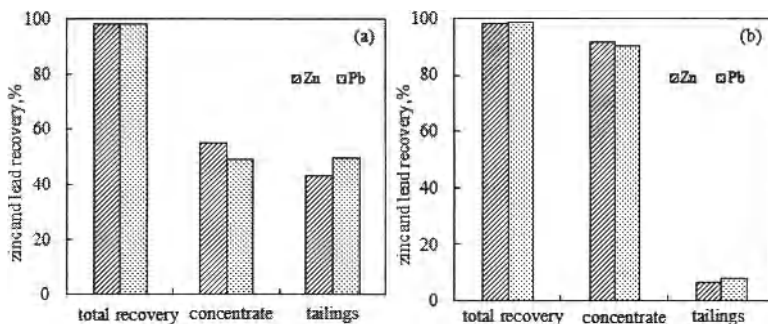 zinc and lead recovery,%
100
80
60
40
20
0
(a)
Zn Pb
total recovery concentrate tailings
zinc and lead recovery,%
100
80
60
40
20
0
(b)
Zn Pb
total recovery concentrate tailings